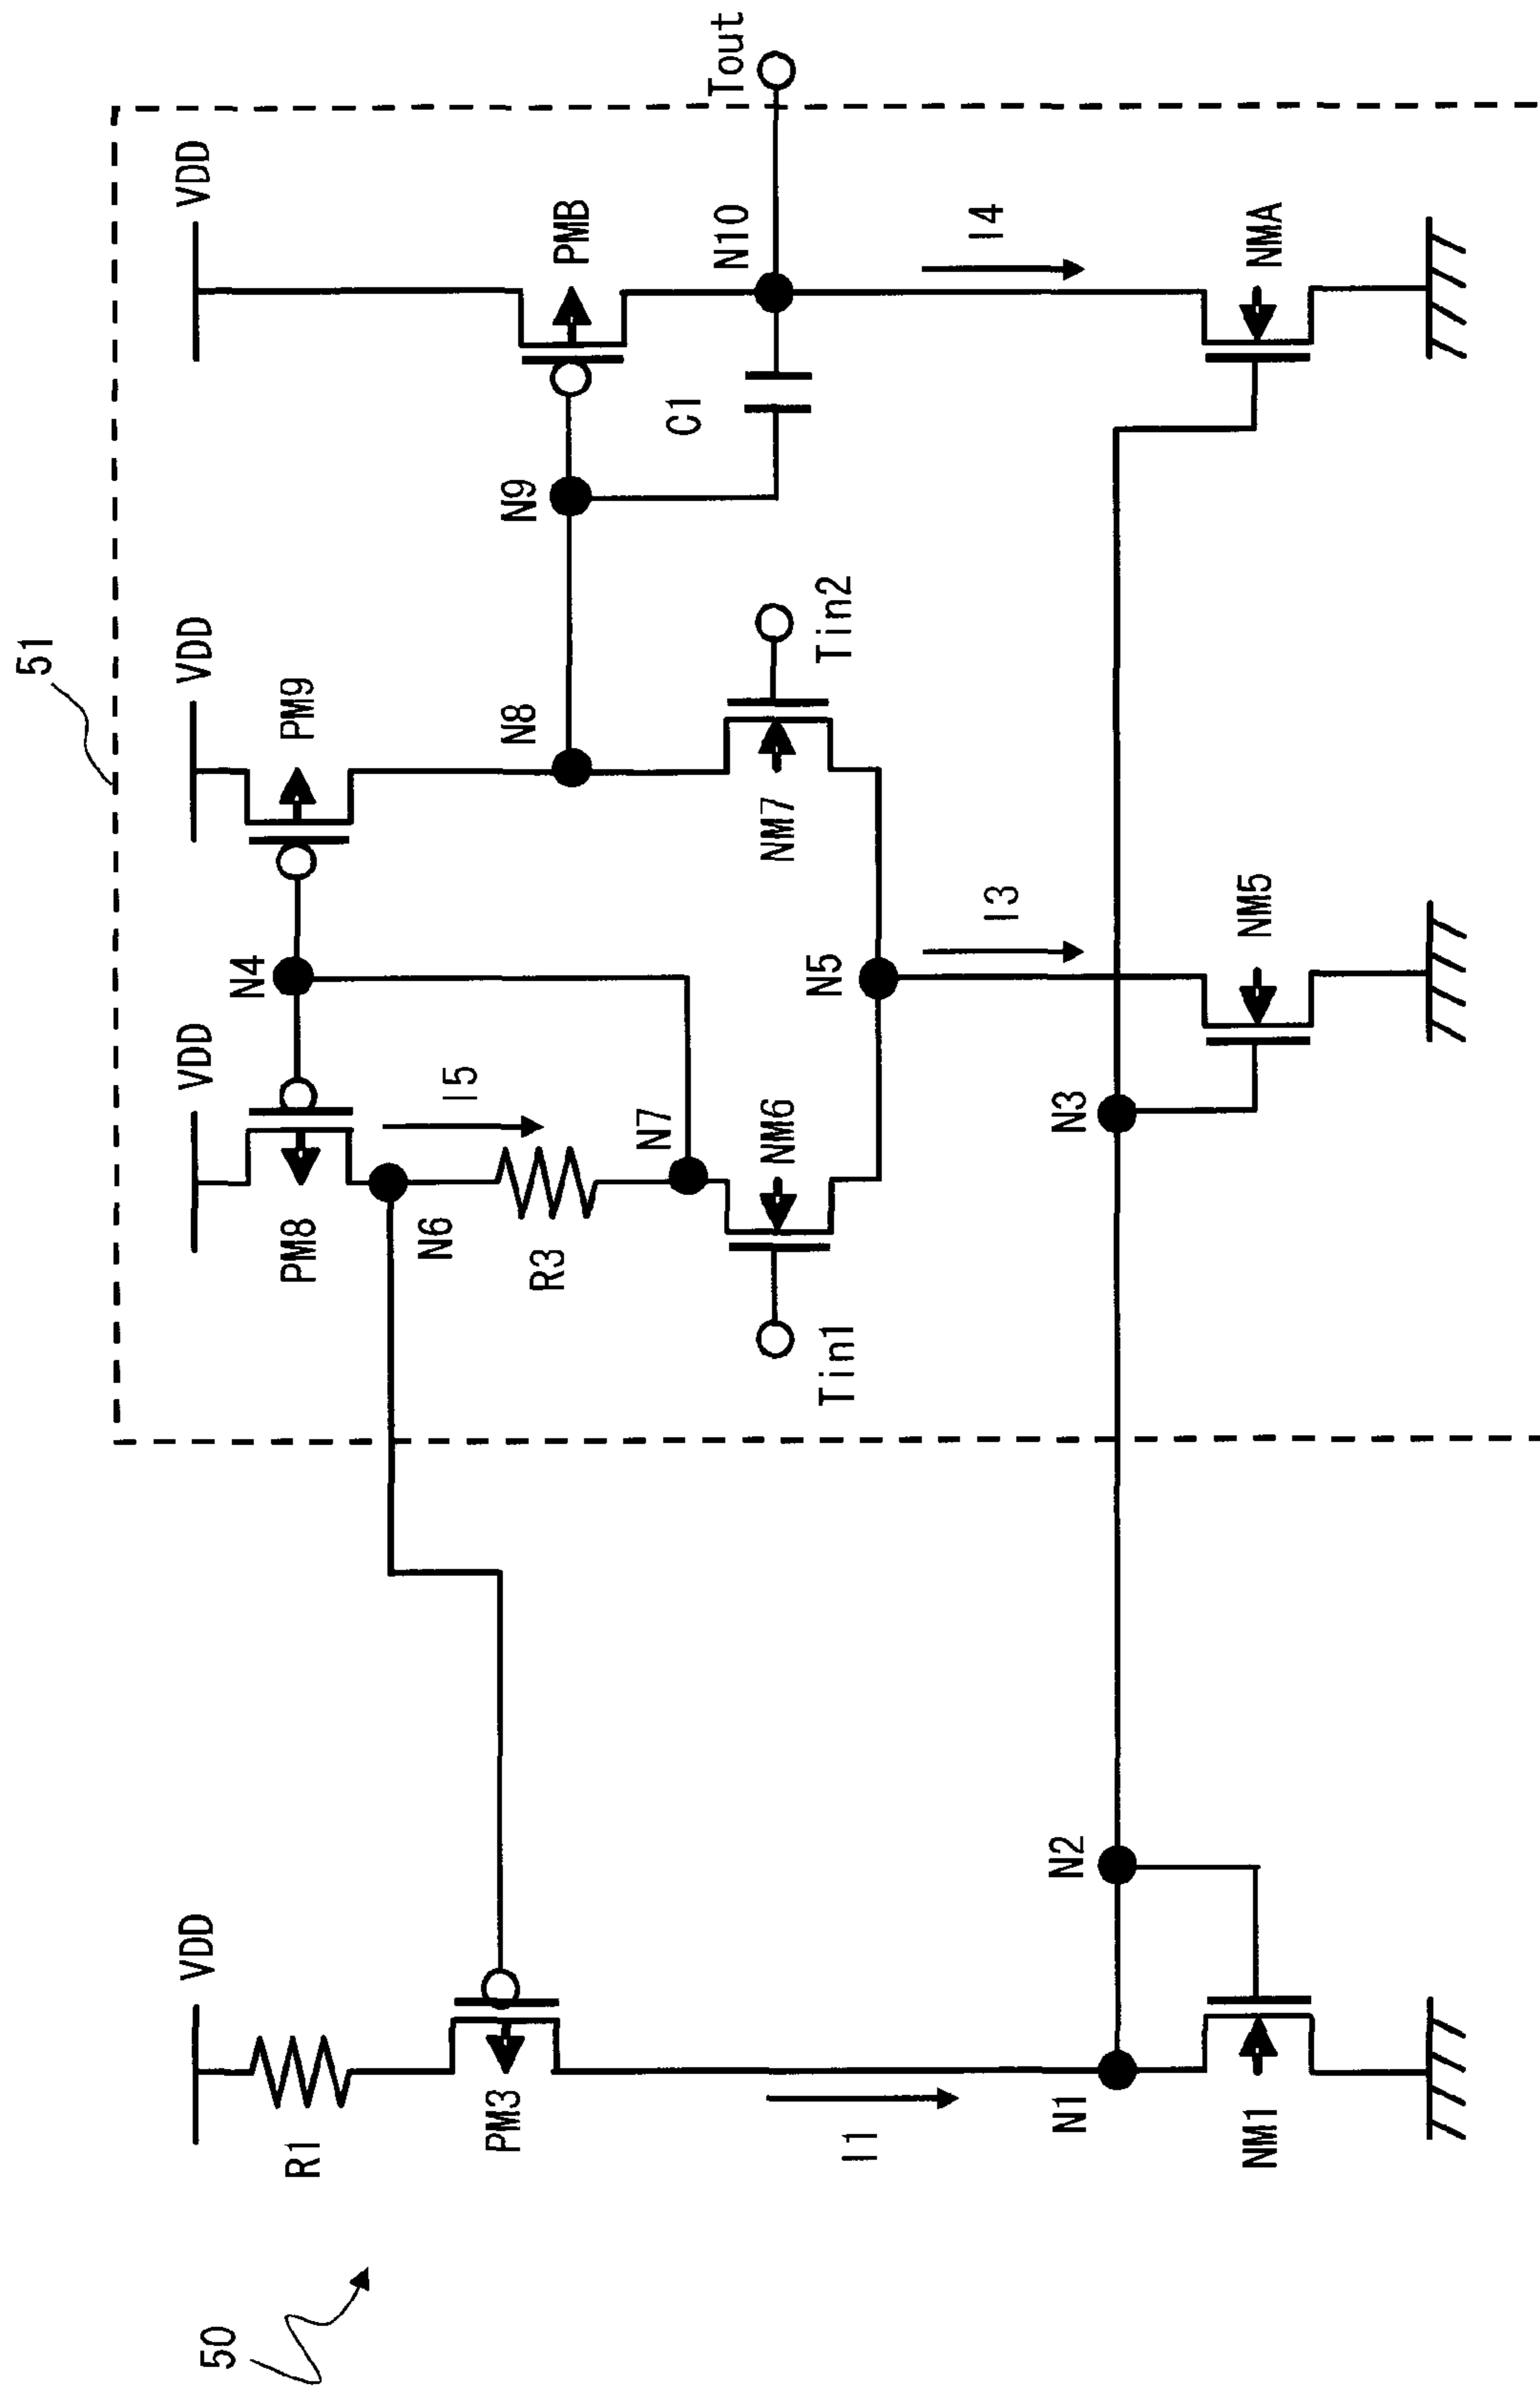 50
51
VDD
R1
PM3
I1
N1
NM1
N2
VDD
PM8
N6
I5
R3
N7
N4
VDD
PM9
N8
NM6
Tin1
NM7
Tin2
N5
I3
N3
NM5
VDD
PMB
N9
C1
N10
Tout
I4
NMA